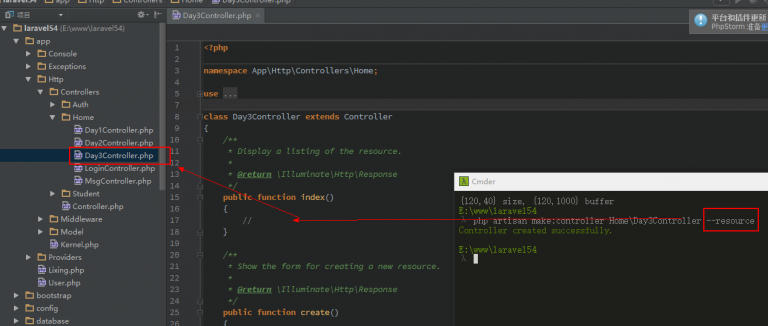 laravel54
app
Http
Controllers
Home
Day3Controller.php
项目
Day3Controller.php ×
laravel54 (E:\www\laravel54)
app
Console
Exceptions
Http
Controllers
Auth
Home
Day1Controller.php
Day2Controller.php
Day3Controller.php
LoginController.php
MsgController.php
Student
Controller.php
Middleware
Model
Kernel.php
Providers
Lixing.php
User.php
bootstrap
config
database
1 <?php
2
3 namespace App\Http\Controllers\Home;
4
5 use ...
7
8 class Day3Controller extends Controller
9 {
10 /**
11 * Display a listing of the resource.
12 *
13 * @return \Illuminate\Http\Response
14 */
15 public function index()
16 {
17 //
18 }
19
20 /**
21 * Show the form for creating a new resource.
22 *
23 * @return \Illuminate\Http\Response
24 */
25 public function create()
26 {
平台和插件更新
PhpStorm 准备更
Cmder
{120,40} size, {120,1000} buffer
E:\www\laravel54
λ php artisan make:controller Home\Day3Controller --resource
Controller created successfully.
E:\www\laravel54
λ